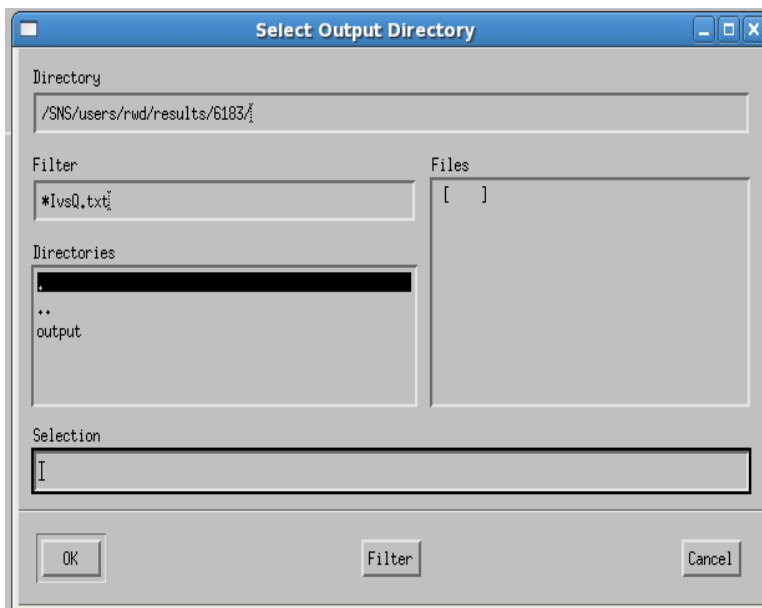 Select Output Directory
Directory
/SNS/users/rwd/results/6183/
Filter
*IvsQ.txt
Files
[ ]
Directories
.
..
output
Selection
OK
Filter
Cancel